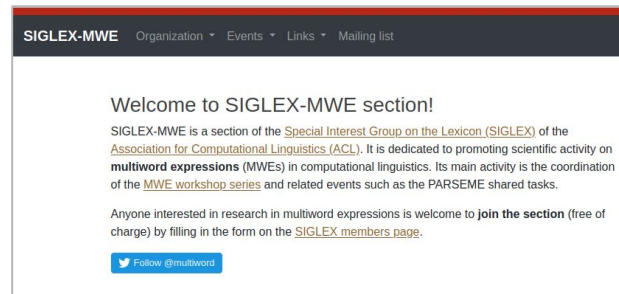 SIGLEX-MWE Organization Events Links Mailing list
Welcome to SIGLEX-MWE section!
SIGLEX-MWE is a section of the Special Interest Group on the Lexicon (SIGLEX) of the
Association for Computational Linguistics (ACL). It is dedicated to promoting scientific activity on
multiword expressions (MWEs) in computational linguistics. Its main activity is the coordination
of the MWE workshop series and related events such as the PARSEME shared tasks.
Anyone interested in research in multiword expressions is welcome to join the section (free of
charge) by filling in the form on the SIGLEX members page.
Follow @multiword